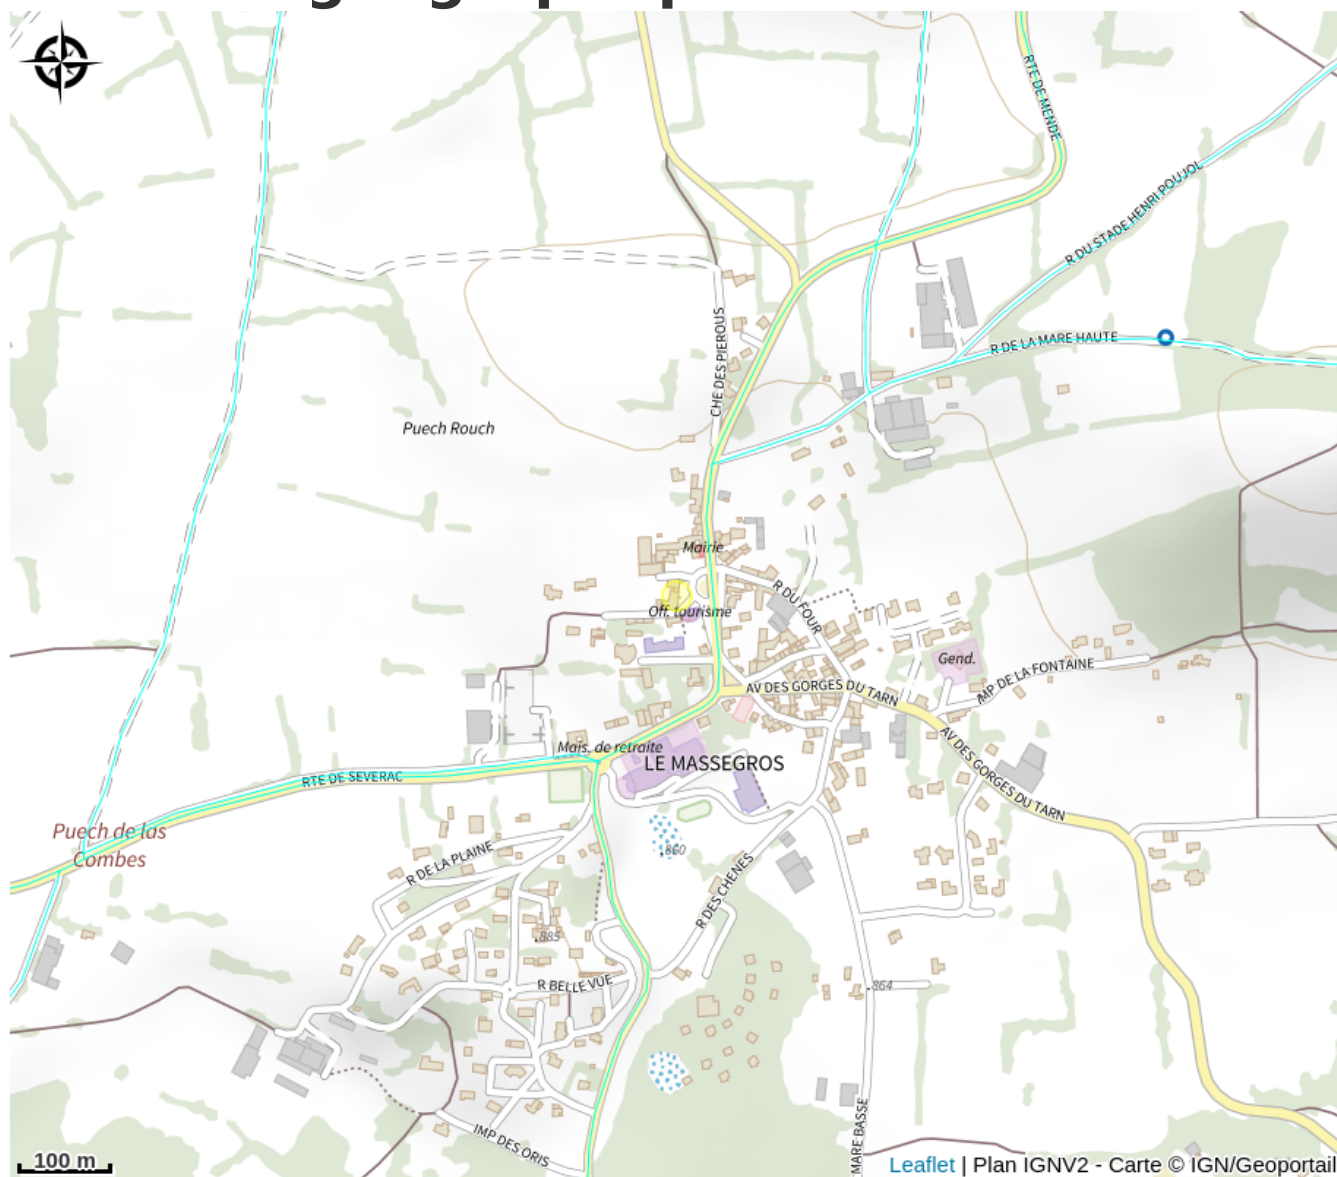 RTE DE MENDE
R DU STADE HENRI POUJOL
R DE LA MARE HAUTE
CHE DES PIEROUS
Puech Rouch
Mairie
R DU FOUR
Off. tourisme
Gend.
IMP DE LA FONTAINE
AV DES GORGES DU TARN
AV DES GORGES DU TARN
Mais. de retraite
LE MASSEGROS
RTE DE SEVERAC
Puech de las
Combes
860
R DE LA PLAINE
R DES CHENES
885
R BELLE VUE
864
MARE BASSE
IMP DES ORIS
100 m
Leaflet | Plan IGNV2 - Carte © IGN/Geoportail